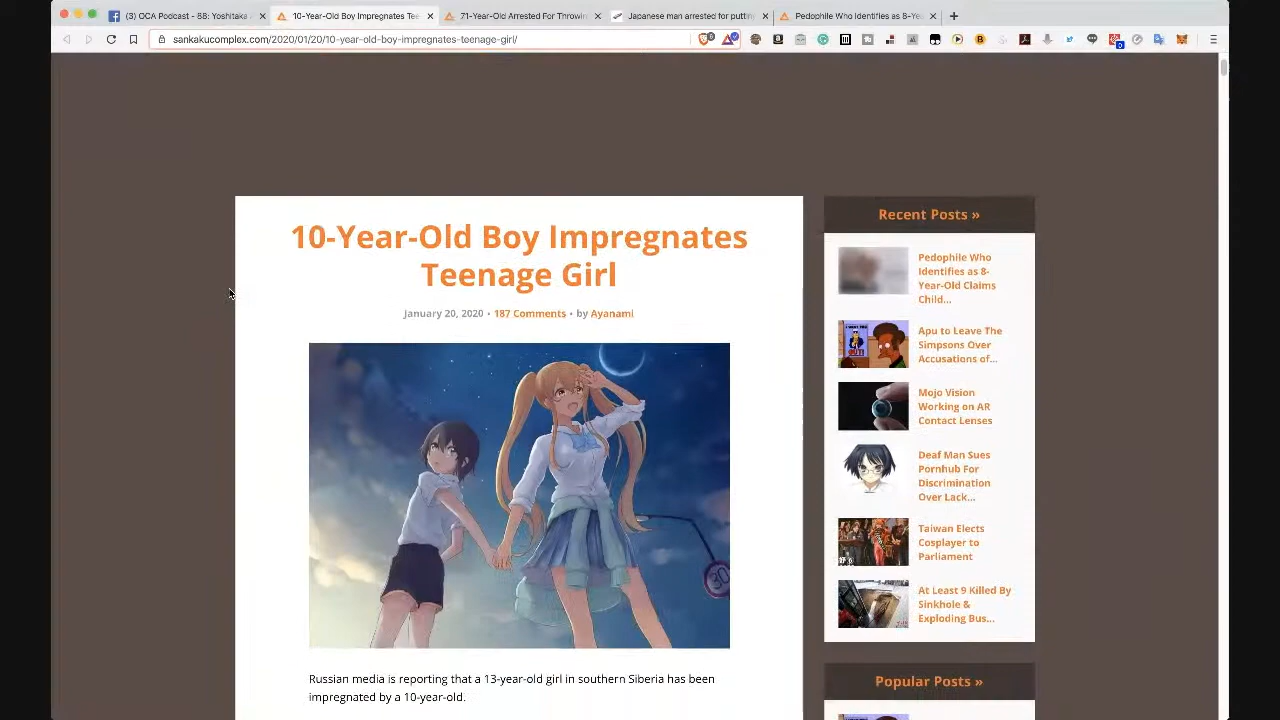 (3) OCA Podcast - 88: Yoshitaka
10-Year-Old Boy Impregnates Tee
71-Year-Old Arrested For Throwin
Japanese man arrested for puttin
Pedophile Who Identifies as 8-Ye
sankakucomplex.com/2020/01/20/10-year-old-boy-impregnates-teenage-girl/
10-Year-Old Boy Impregnates
Teenage Girl
January 20, 2020 • 187 Comments • by Ayanami
30
Russian media is reporting that a 13-year-old girl in southern Siberia has been
impregnated by a 10-year-old.
Recent Posts »
Pedophile Who
Identifies as 8-
Year-Old Claims
Child...
Apu to Leave The
Simpsons Over
Accusations of...
Mojo Vision
Working on AR
Contact Lenses
Deaf Man Sues
Pornhub For
Discrimination
Over Lack...
Taiwan Elects
Cosplayer to
Parliament
At Least 9 Killed By
Sinkhole &
Exploding Bus...
Popular Posts »